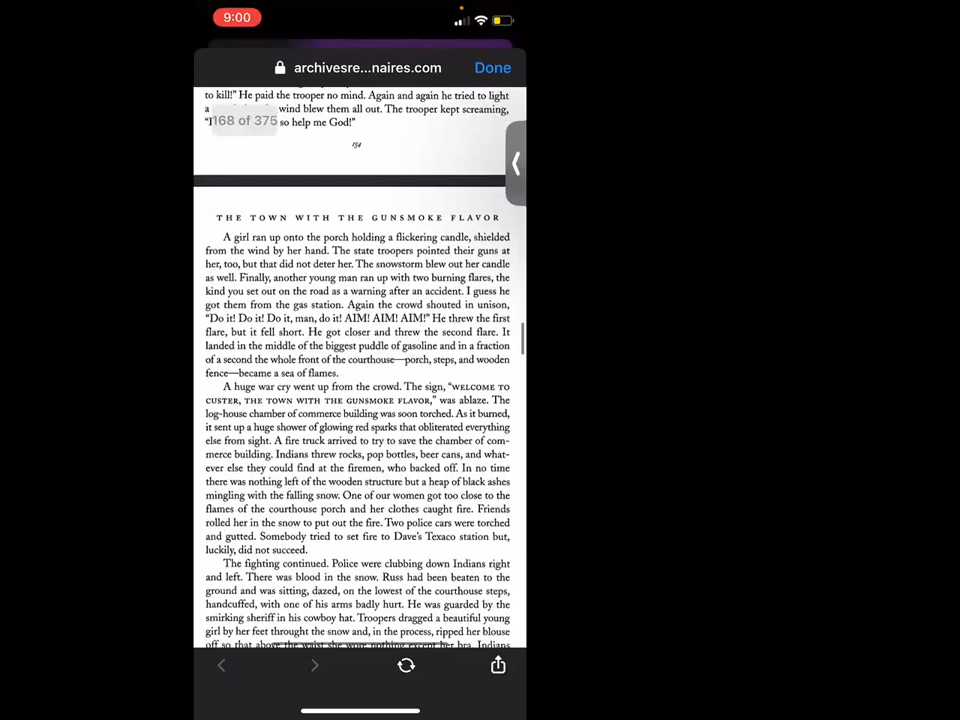 9:00
archivesre...naires.com
Done
to kill!” He paid the trooper no mind. Again and again he tried to light
a wind blew them all out. The trooper kept screaming,
168 of 375
so help me God!”
154
THE TOWN WITH THE GUNSMOKE FLAVOR
A girl ran up onto the porch holding a flickering candle, shielded
from the wind by her hand. The state troopers pointed their guns at
her, too, but that did not deter her. The snowstorm blew out her candle
as well. Finally, another young man ran up with two burning flares, the
kind you set out on the road as a warning after an accident. I guess he
got them from the gas station. Again the crowd shouted in unison,
“Do it! Do it! Do it, man, do it! AIM! AIM! AIM!” He threw the first
flare, but it fell short. He got closer and threw the second flare. It
landed in the middle of the biggest puddle of gasoline and in a fraction
of a second the whole front of the courthouse—porch, steps, and wooden
fence—became a sea of flames.
A huge war cry went up from the crowd. The sign, “WELCOME TO
CUSTER, THE TOWN WITH THE GUNSMOKE FLAVOR,” was ablaze. The
log-house chamber of commerce building was soon torched. As it burned,
it sent up a huge shower of glowing red sparks that obliterated everything
else from sight. A fire truck arrived to try to save the chamber of com-
merce building. Indians threw rocks, pop bottles, beer cans, and what-
ever else they could find at the firemen, who backed off. In no time
there was nothing left of the wooden structure but a heap of black ashes
mingling with the falling snow. One of our women got too close to the
flames of the courthouse porch and her clothes caught fire. Friends
rolled her in the snow to put out the fire. Two police cars were torched
and gutted. Somebody tried to set fire to Dave’s Texaco station but,
luckily, did not succeed.
The fighting continued. Police were clubbing down Indians right
and left. There was blood in the snow. Russ had been beaten to the
ground and was sitting, dazed, on the lowest of the courthouse steps,
handcuffed, with one of his arms badly hurt. He was guarded by the
smirking sheriff in his cowboy hat. Troopers dragged a beautiful young
girl by her feet throught the snow and, in the process, ripped her blouse
off so that above the waist she wore nothing except her bra. Indians